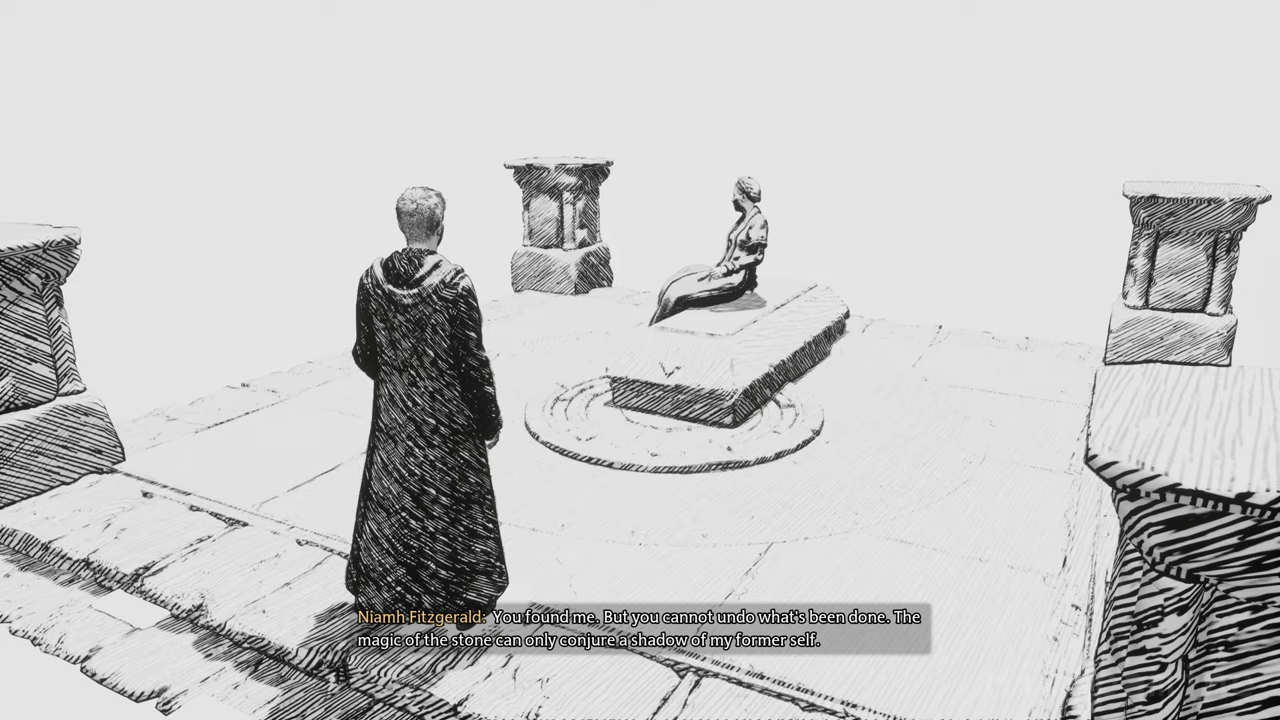 Niamh Fitzgerald: You found me. But you cannot undo what's been done. The
magic of the stone can only conjure a shadow of my former self.